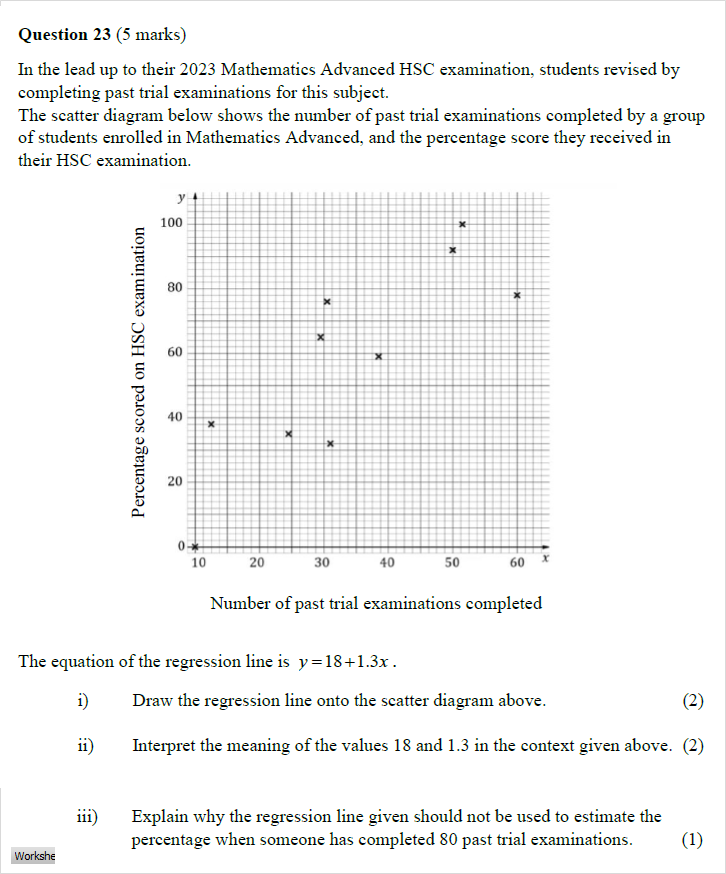 Question 23 (5 marks)
In the lead up to their 2023 Mathematics Advanced HSC examination, students revised by
completing past trial examinations for this subject.
The scatter diagram below shows the number of past trial examinations completed by a group
of students enrolled in Mathematics Advanced, and the percentage score they received in
their HSC examination.
y
100
80
60
40
20
0
Percentage scored on HSC examination
10 20 30 40 50 60 x
Number of past trial examinations completed
The equation of the regression line is y=18+1.3x.
i) Draw the regression line onto the scatter diagram above. (2)
ii) Interpret the meaning of the values 18 and 1.3 in the context given above. (2)
iii) Explain why the regression line given should not be used to estimate the
percentage when someone has completed 80 past trial examinations. (1)
Workshe